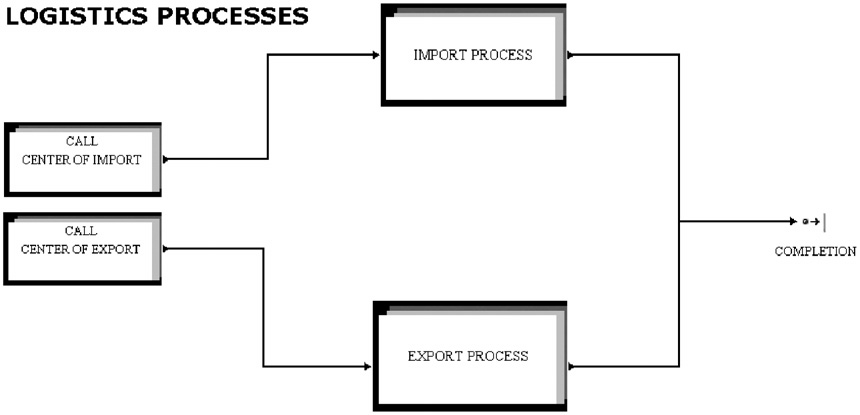 LOGISTICS PROCESSES
IMPORT PROCESS
CALL
CENTER OF IMPORT
CALL
CENTER OF EXPORT
COMPLETION
EXPORT PROCESS